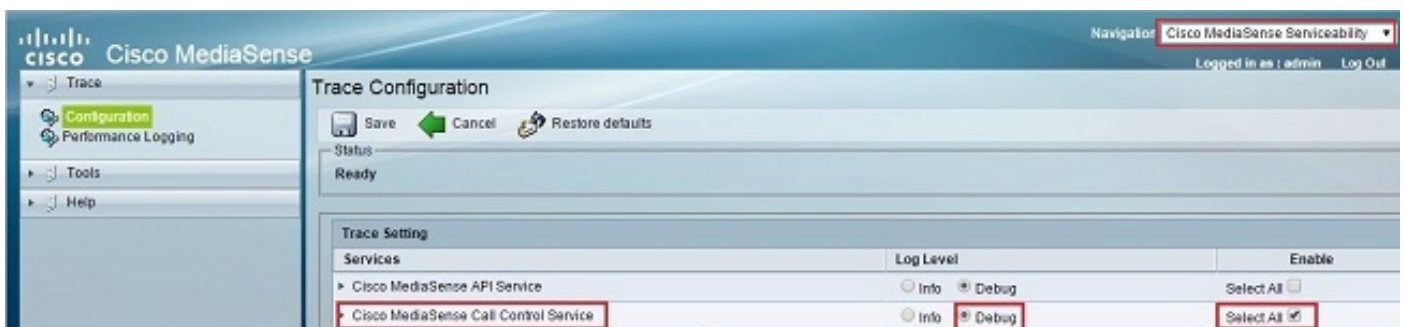 Navigation Cisco MediaSense Serviceability
CISCO Cisco MediaSense
Logged in as : admin Log Out
Trace
Configuration
Performance Logging
Tools
Help
Trace Configuration
Save Cancel Restore defaults
Status
Ready
Trace Setting
Services Log Level Enable
Cisco MediaSense API Service Info Debug Select All
Cisco MediaSense Call Control Service Info Debug Select All